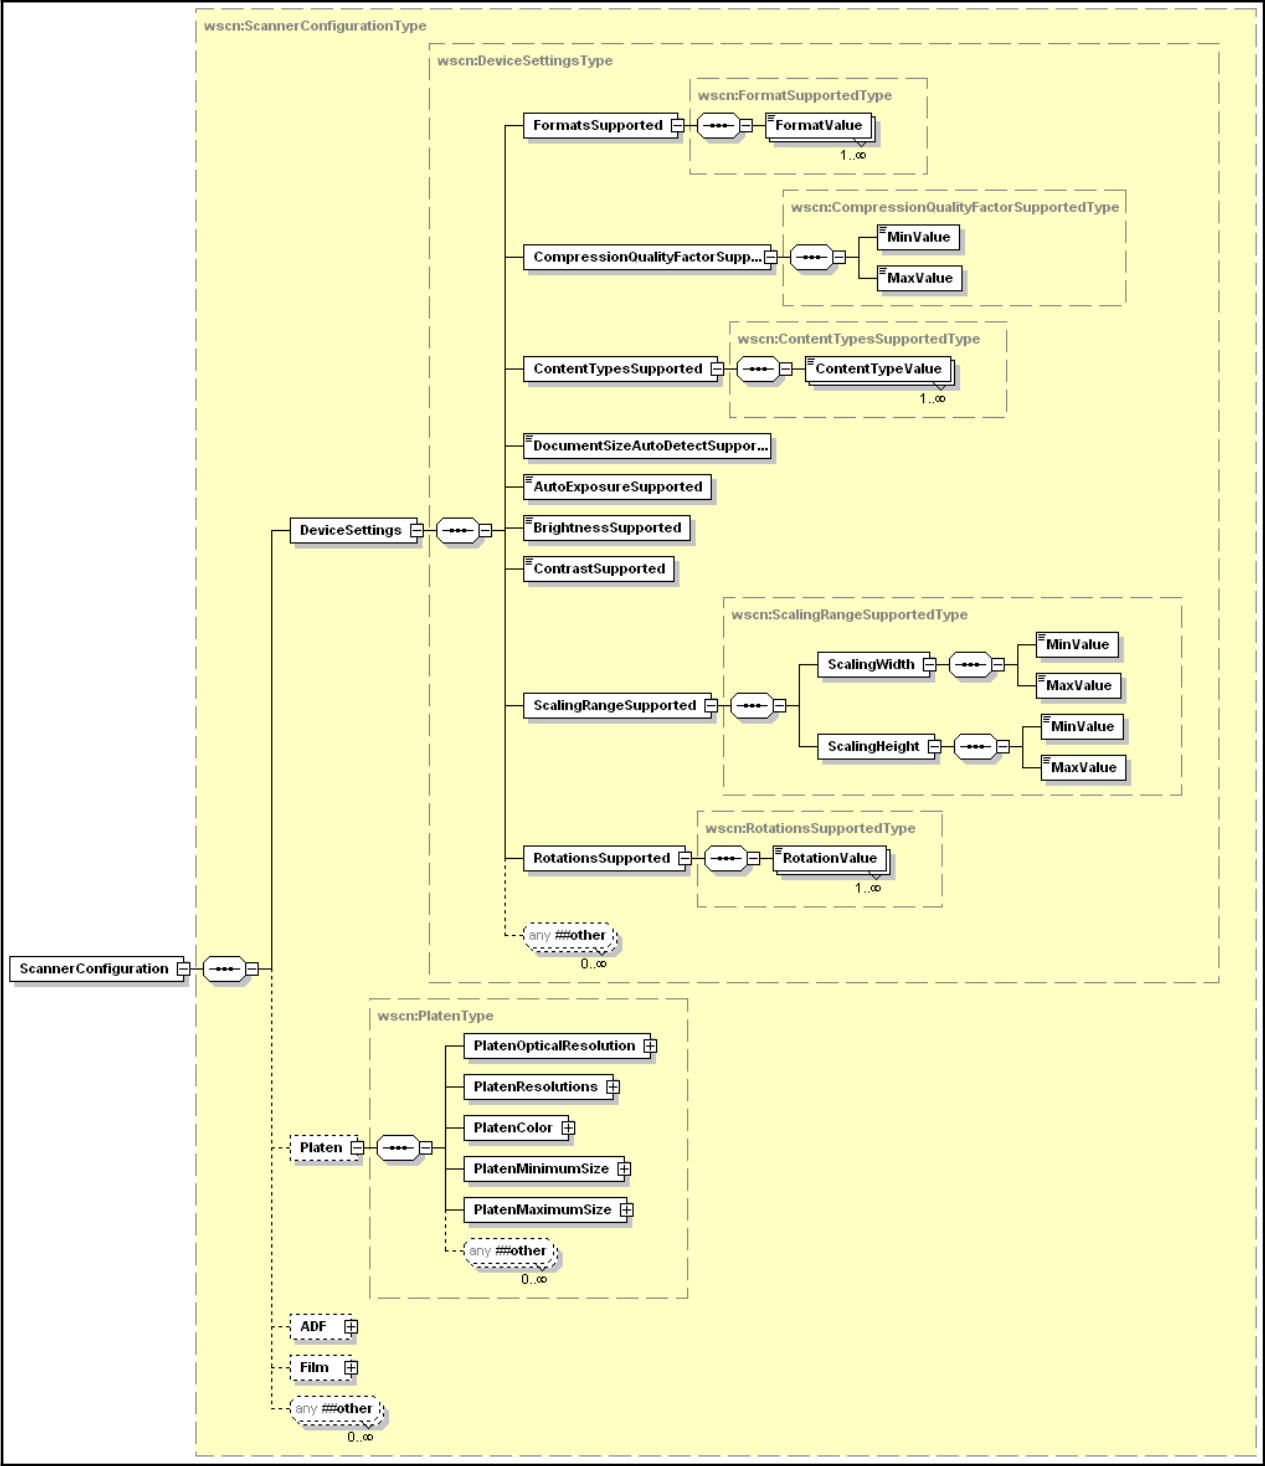 wscn:ScannerConfigurationType
wscn:DeviceSettingsType
wscn:FormatSupportedType
FormatsSupported
FormatValue
1..∞
wscn:CompressionQualityFactorSupportedType
CompressionQualityFactorSupp...
MinValue
MaxValue
wscn:ContentTypesSupportedType
ContentTypesSupported
ContentTypeValue
1..∞
DocumentSizeAutoDetectSuppor...
AutoExposureSupported
DeviceSettings
BrightnessSupported
ContrastSupported
wscn:ScalingRangeSupportedType
ScalingRangeSupported
ScalingWidth
MinValue
MaxValue
ScalingHeight
MinValue
MaxValue
wscn:RotationsSupportedType
RotationsSupported
RotationValue
1..∞
any ##other
0..∞
ScannerConfiguration
wscn:PlatenType
PlatenOpticalResolution
PlatenResolutions
PlatenColor
Platen
PlatenMinimumSize
PlatenMaximumSize
any ##other
0..∞
ADF
Film
any ##other
0..∞